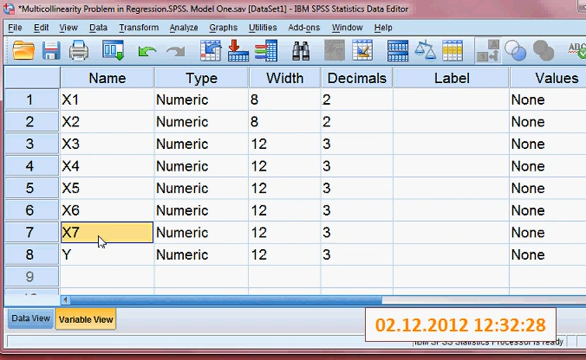 *Multicollinearity Problem in Regression.SPSS. Model One.sav [DataSet1] - IBM SPSS Statistics Data Editor
File Edit View Data Transform Analyze Graphs Utilities Add-ons Window Help
Name Type Width Decimals Label Values
1 X1 Numeric 8 2 None
2 X2 Numeric 8 2 None
3 X3 Numeric 12 3 None
4 X4 Numeric 12 3 None
5 X5 Numeric 12 3 None
6 X6 Numeric 12 3 None
7 X7 Numeric 12 3 None
8 Y Numeric 12 3 None
9
Data View Variable View
02.12.2012 12:32:28
IBM SPSS Statistics Processor is ready